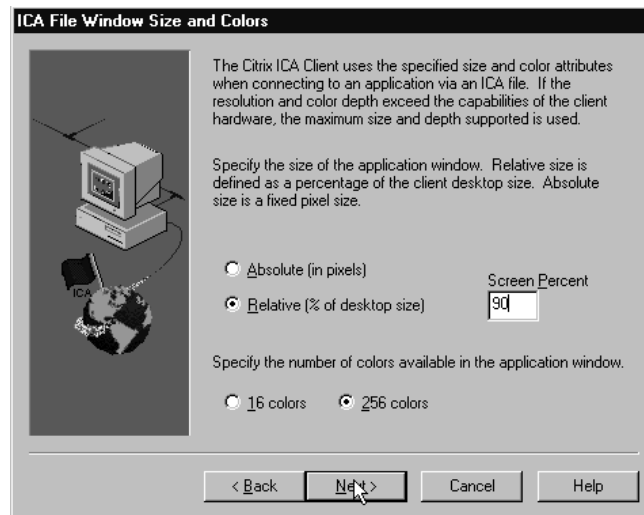 ICA File Window Size and Colors
The Citrix ICA Client uses the specified size and color attributes
when connecting to an application via an ICA file. If the
resolution and color depth exceed the capabilities of the client
hardware, the maximum size and depth supported is used.
Specify the size of the application window. Relative size is
defined as a percentage of the client desktop size. Absolute
size is a fixed pixel size.
Absolute (in pixels)
Screen Percent
Relative (% of desktop size)
90
ICA
Specify the number of colors available in the application window.
16 colors 256 colors
< Back Next > Cancel Help